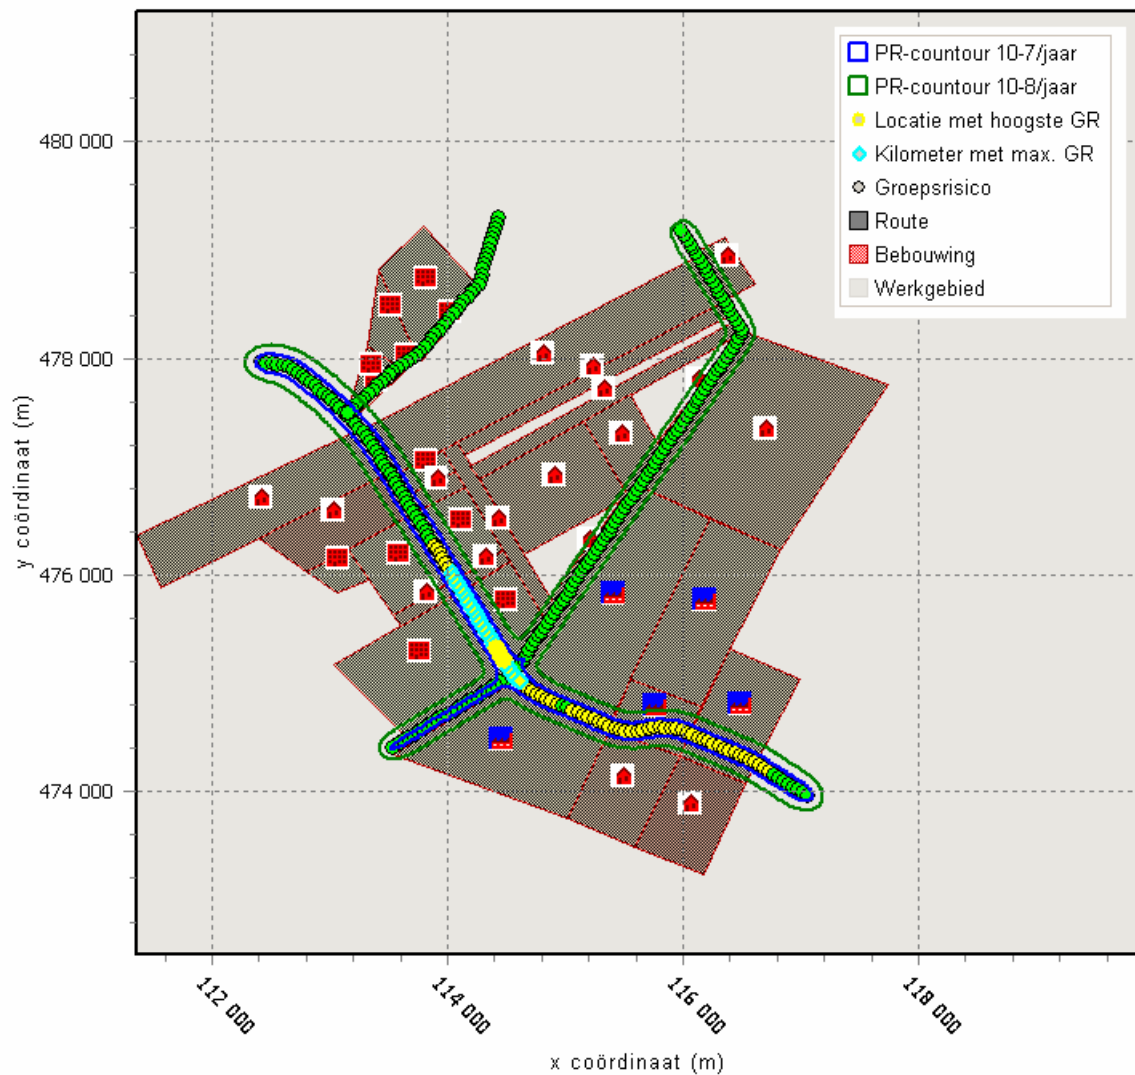 PR-countour 10-7/jaar
PR-countour 10-8/jaar
Locatie met hoogste GR
Kilometer met max. GR
Groepsrisico
Route
Bebouwing
Werkgebied
480 000
478 000
476 000
474 000
y coördinaat (m)
112 000
114 000
116 000
118 000
x coördinaat (m)